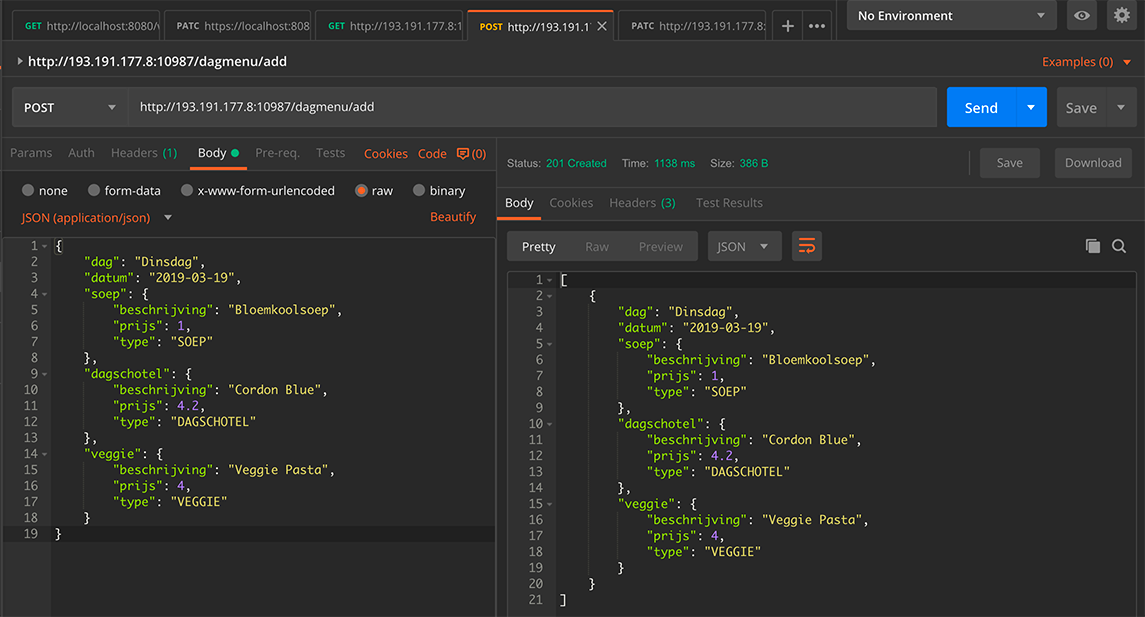 GET http://localhost:8080/ PATC https://localhost:808 GET http://193.191.177.8:1 POST http://193.191.1 PATC http://193.191.177.8: No Environment
http://193.191.177.8:10987/dagmenu/add Examples (0)
POST http://193.191.177.8:10987/dagmenu/add Send Save
Params Auth Headers (1) Body Pre-req. Tests Cookies Code (0)
none form-data x-www-form-urlencoded raw binary
JSON (application/json) Beautify
1 {
2 "dag": "Dinsdag",
3 "datum": "2019-03-19",
4 "soep": {
5 "beschrijving": "Bloemkoolsoep",
6 "prijs": 1,
7 "type": "SOEP"
8 },
9 "dagschotel": {
10 "beschrijving": "Cordon Blue",
11 "prijs": 4.2,
12 "type": "DAGSCHOTEL"
13 },
14 "veggie": {
15 "beschrijving": "Veggie Pasta",
16 "prijs": 4,
17 "type": "VEGGIE"
18 }
19 }
Status: 201 Created Time: 1138 ms Size: 386 B Save Download
Body Cookies Headers (3) Test Results
Pretty Raw Preview JSON
1 [
2 {
3 "dag": "Dinsdag",
4 "datum": "2019-03-19",
5 "soep": {
6 "beschrijving": "Bloemkoolsoep",
7 "prijs": 1,
8 "type": "SOEP"
9 },
10 "dagschotel": {
11 "beschrijving": "Cordon Blue",
12 "prijs": 4.2,
13 "type": "DAGSCHOTEL"
14 },
15 "veggie": {
16 "beschrijving": "Veggie Pasta",
17 "prijs": 4,
18 "type": "VEGGIE"
19 }
20 }
21 ]